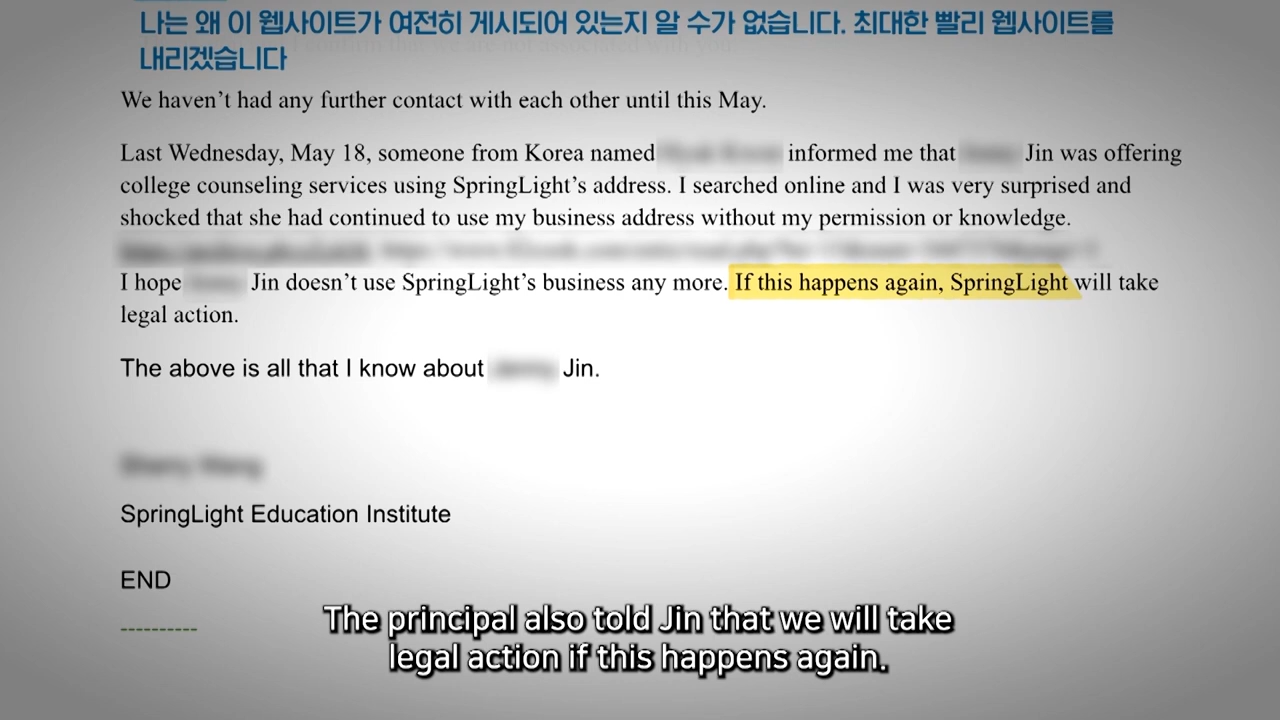 나는 왜 이 웹사이트가 여전히 게시되어 있는지 알 수가 없습니다. 최대한 빨리 웹사이트를
내리겠습니다
We haven't had any further contact with each other until this May.
Last Wednesday, May 18, someone from Korea named informed me that Jin was offering
college counseling services using SpringLight's address. I searched online and I was very surprised and
shocked that she had continued to use my business address without my permission or knowledge.
I hope Jin doesn't use SpringLight's business any more. If this happens again, SpringLight will take
legal action.
The above is all that I know about Jin.
SpringLight Education Institute
END
----------
The principal also told Jin that we will take
legal action if this happens again.